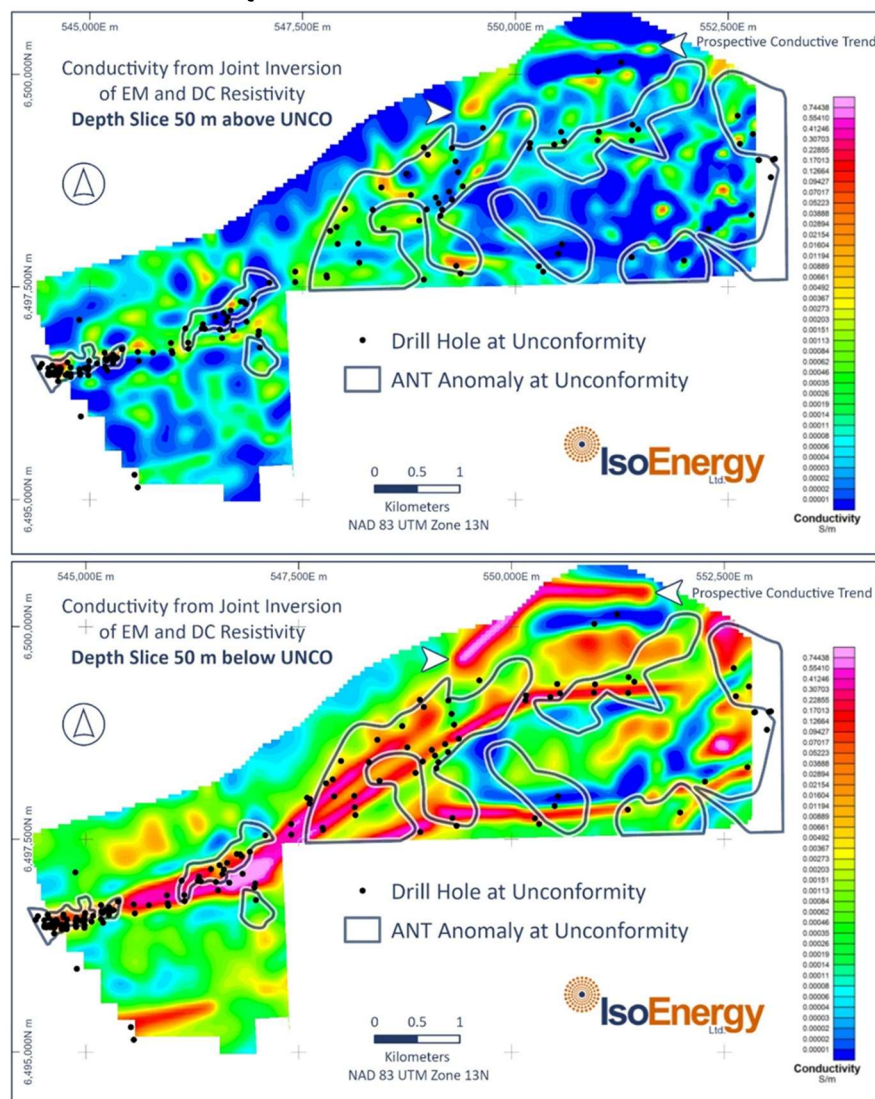 545,000E m
547,500E m
550,000E m
552,500E m
Prospective Conductive Trend
Conductivity from Joint Inversion
of EM and DC Resistivity
Depth Slice 50 m above UNCO
6,500,000N m
6,497,500N m
6,495,000N m
0.74438
0.55410
0.41246
0.30703
0.22855
0.17013
0.12664
0.09427
0.07017
0.05223
0.03888
0.02894
0.02154
0.01604
0.01194
0.00889
0.00661
0.00492
0.00367
0.00273
0.00203
0.00151
0.00113
0.00084
0.00062
0.00046
0.00035
0.00026
0.00019
0.00014
0.00011
0.00008
0.00006
0.00004
0.00003
0.00002
0.00002
0.00001
Conductivity
S/m
Drill Hole at Unconformity
ANT Anomaly at Unconformity
IsoEnergy
Ltd.
0 0.5 1
Kilometers
NAD 83 UTM Zone 13N
545,000E m
547,500E m
550,000E m
552,500E m
Prospective Conductive Trend
Conductivity from Joint Inversion
of EM and DC Resistivity
Depth Slice 50 m below UNCO
6,500,000N m
6,497,500N m
6,495,000N m
0.74438
0.55410
0.41246
0.30703
0.22855
0.17013
0.12664
0.09427
0.07017
0.05223
0.03888
0.02894
0.02154
0.01604
0.01194
0.00889
0.00661
0.00492
0.00367
0.00273
0.00203
0.00151
0.00113
0.00084
0.00062
0.00046
0.00035
0.00026
0.00019
0.00014
0.00011
0.00008
0.00006
0.00004
0.00003
0.00002
0.00002
0.00001
Conductivity
S/m
Drill Hole at Unconformity
ANT Anomaly at Unconformity
IsoEnergy
Ltd.
0 0.5 1
Kilometers
NAD 83 UTM Zone 13N